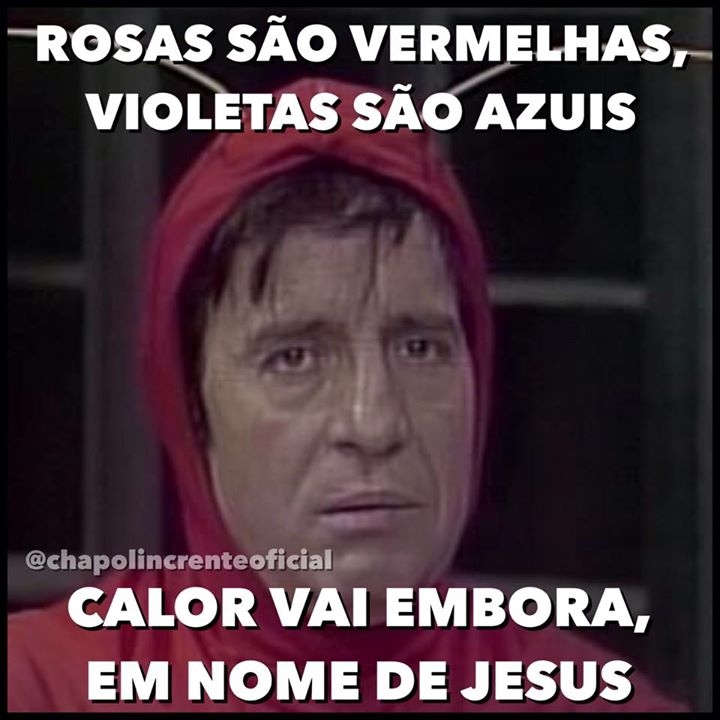 ROSAS SÃO VERMELHAS,
VIOLETAS SÃO AZUIS
@chapolincrenteoficial
CALOR VAI EMBORA,
EM NOME DE JESUS